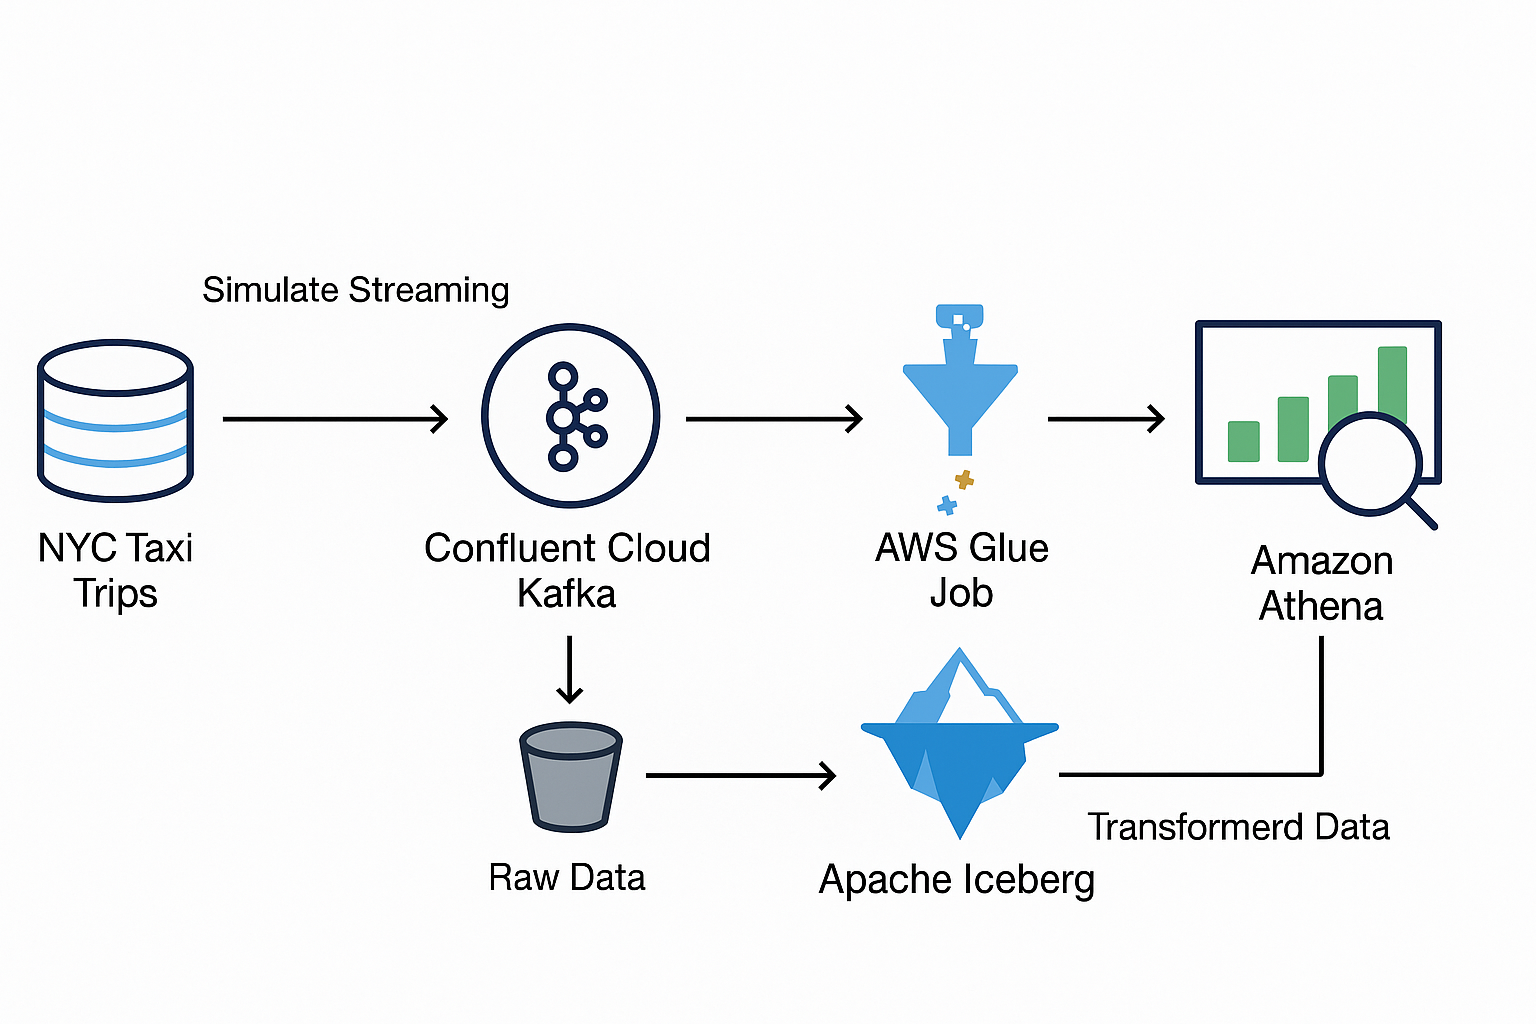 Simulate Streaming
NYC Taxi
Trips
Confluent Cloud
Kafka
AWS Glue
Job
Amazon
Athena
Raw Data
Apache Iceberg
Transformerd Data